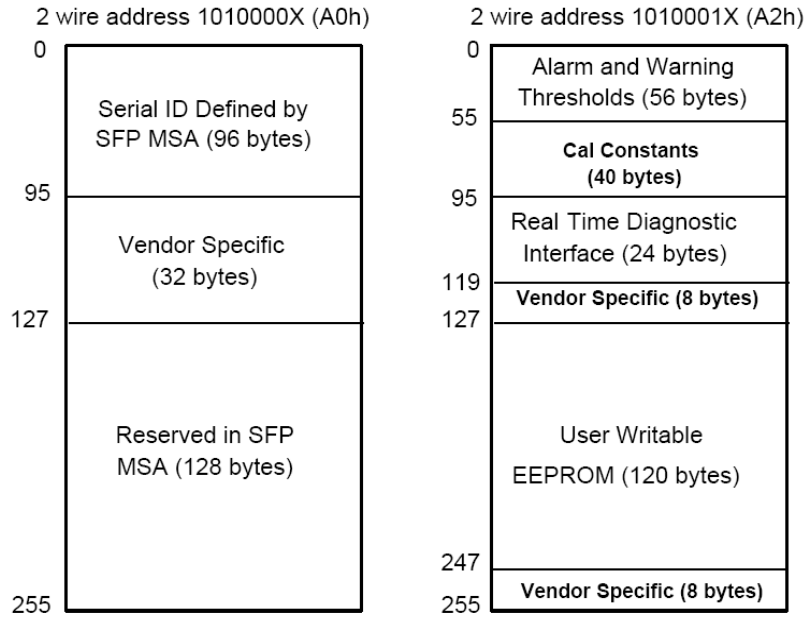 2 wire address 1010000X (A0h)
0
Serial ID Defined by
SFP MSA (96 bytes)
95
Vendor Specific
(32 bytes)
127
Reserved in SFP
MSA (128 bytes)
255
2 wire address 1010001X (A2h)
0
Alarm and Warning
Thresholds (56 bytes)
55
Cal Constants
(40 bytes)
95
Real Time Diagnostic
Interface (24 bytes)
119
Vendor Specific (8 bytes)
127
User Writable
EEPROM (120 bytes)
247
Vendor Specific (8 bytes)
255